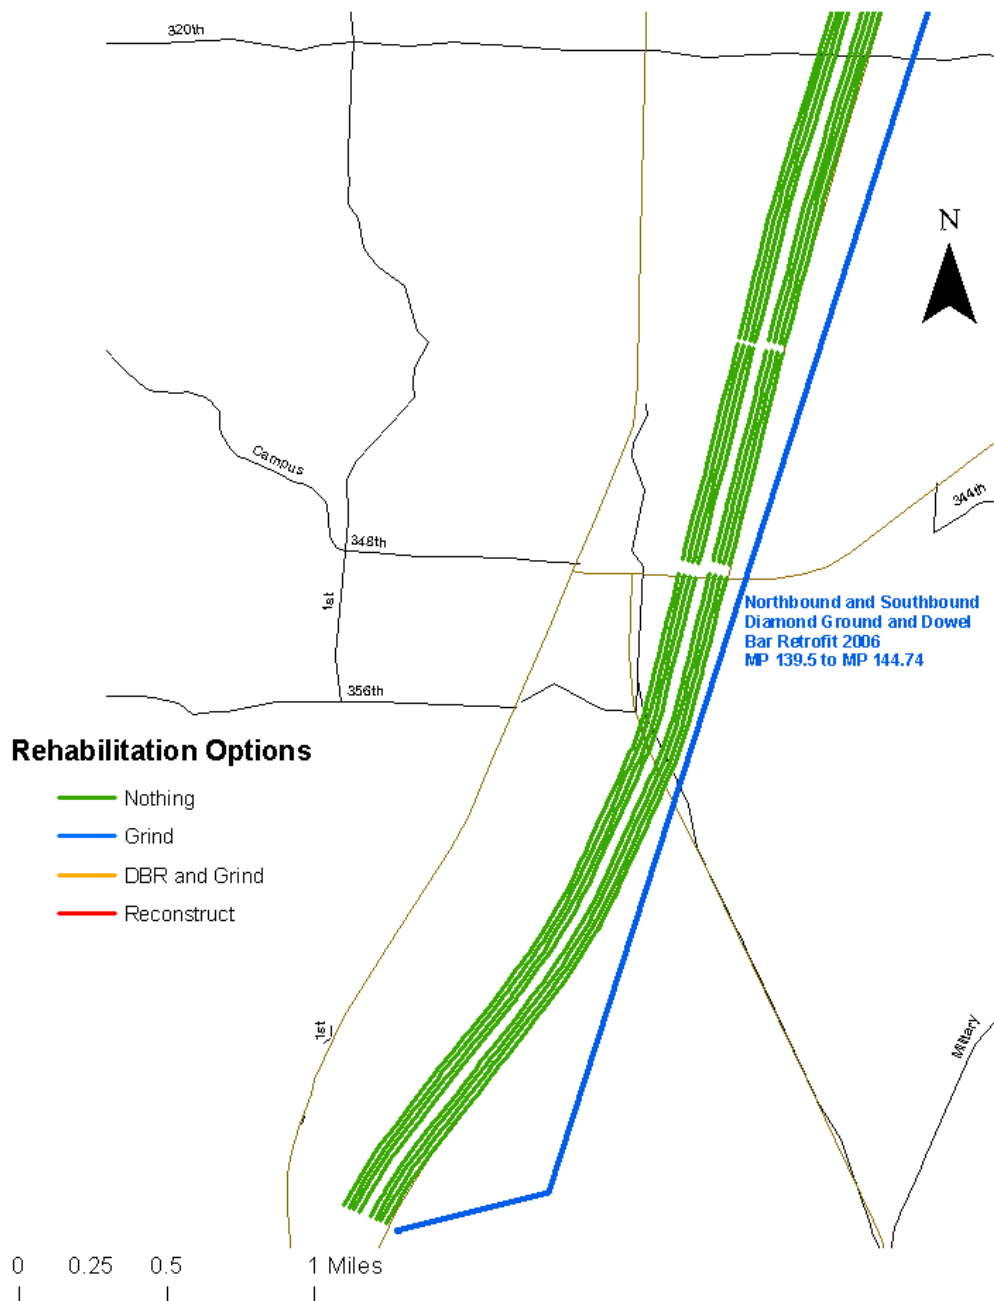 320th
N
Campus
344th
348th
1st
Northbound and Southbound
Diamond Ground and Dowel
Bar Retrofit 2006
MP 139.5 to MP 144.74
356th
Rehabilitation Options
Nothing
Grind
DBR and Grind
Reconstruct
1st
Military
0 0.25 0.5 1 Miles